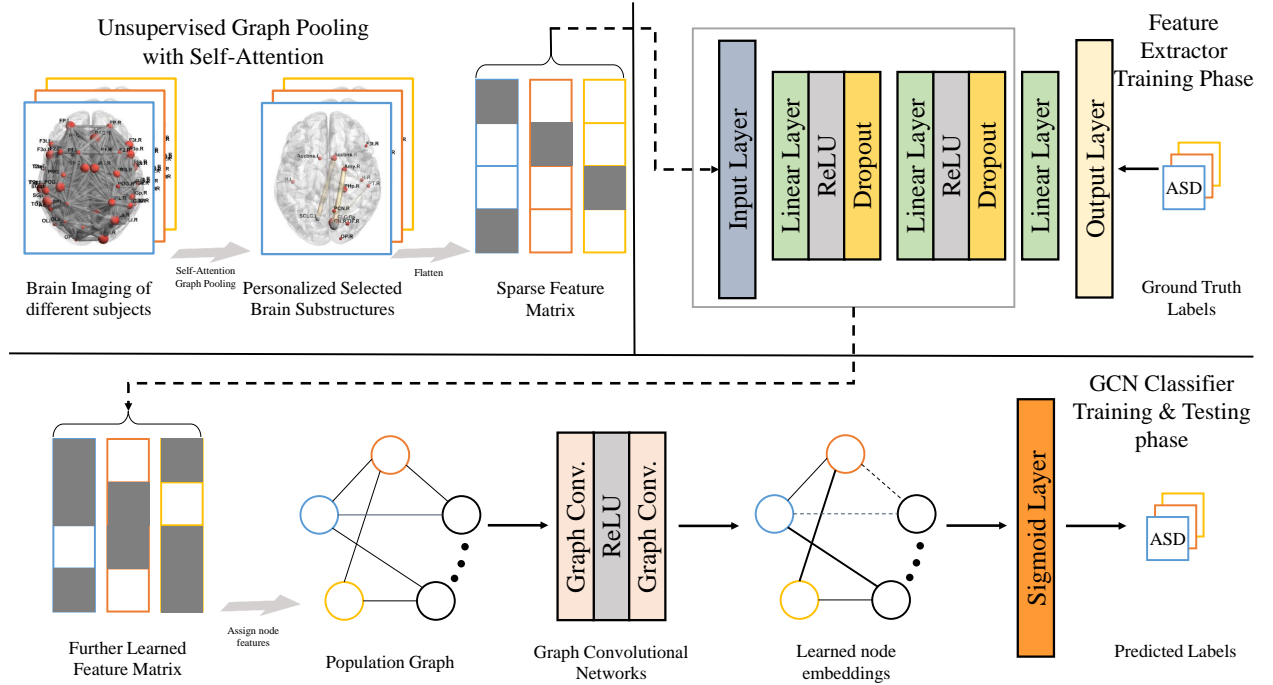 Unsupervised Graph Pooling
with Self-Attention
Brain Imaging of
different subjects
Self-Attention
Graph Pooling
Personalized Selected
Brain Substructures
Flatten
Sparse Feature
Matrix
Input Layer
Linear Layer
ReLU
Dropout
Linear Layer
ReLU
Dropout
Linear Layer
Output Layer
Feature
Extractor
Training Phase
ASD
Ground Truth
Labels
GCN Classifier
Training & Testing
phase
Further Learned
Feature Matrix
Assign node
features
Population Graph
Graph Conv.
ReLU
Graph Conv.
Graph Convolutional
Networks
Learned node
embeddings
Sigmoid Layer
ASD
Predicted Labels